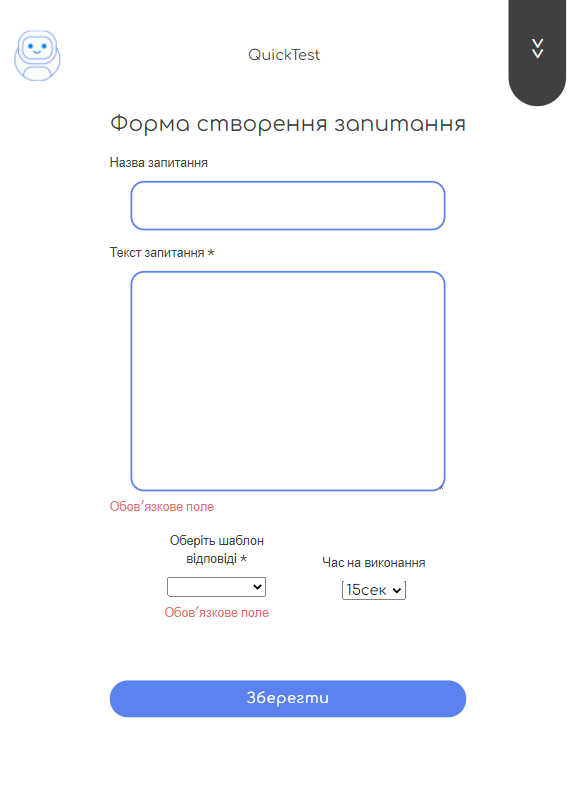 QuickTest
Форма створення запитання
Назва запитання
Текст запитання *
Обов'язкове поле
Оберіть шаблон
відповіді *
Час на виконання
15сек
Обов'язкове поле
Зберегти